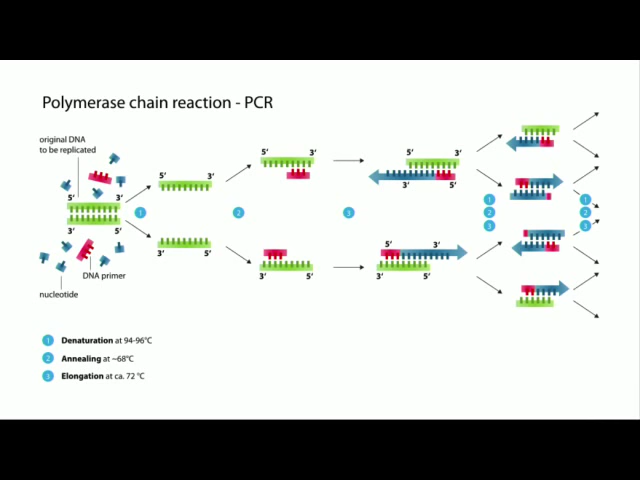 Polymerase chain reaction - PCR
original DNA
to be replicated
5' 3'
3' 5'
DNA primer
nucleotide
1
5' 3'
3' 5'
2
5' 3'
3' 5'
3
5' 3'
3' 5'
5' 3'
3' 5'
1
2
3
1
2
3
1 Denaturation at 94-96°C
2 Annealing at ~68°C
3 Elongation at ca. 72 °C